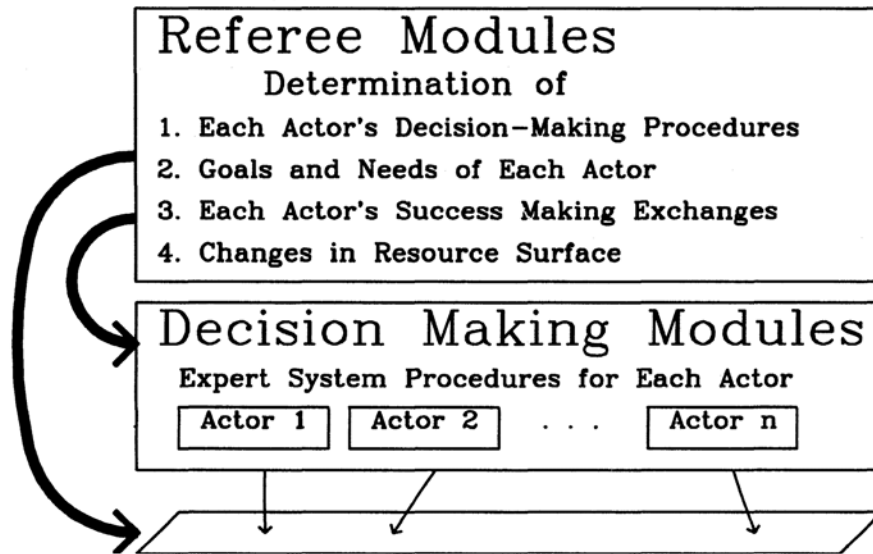 Referee Modules
Determination of
1. Each Actor's Decision-Making Procedures
2. Goals and Needs of Each Actor
3. Each Actor's Success Making Exchanges
4. Changes in Resource Surface
Decision Making Modules
Expert System Procedures for Each Actor
Actor 1 Actor 2 . . . Actor n